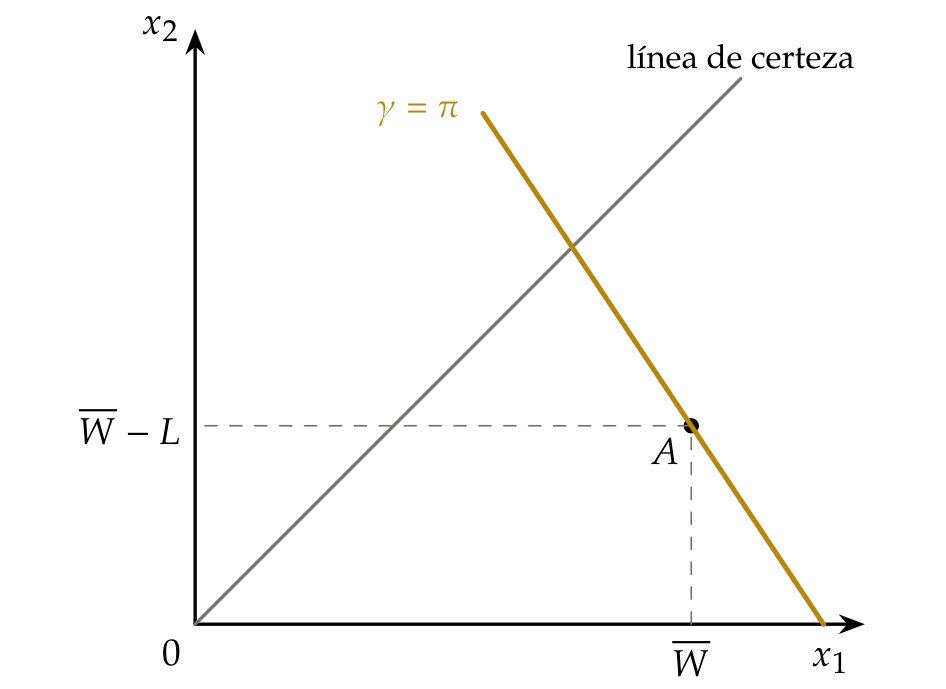 x₂
línea de certeza
γ = π
W̅ − L
A
0
W̅
x₁